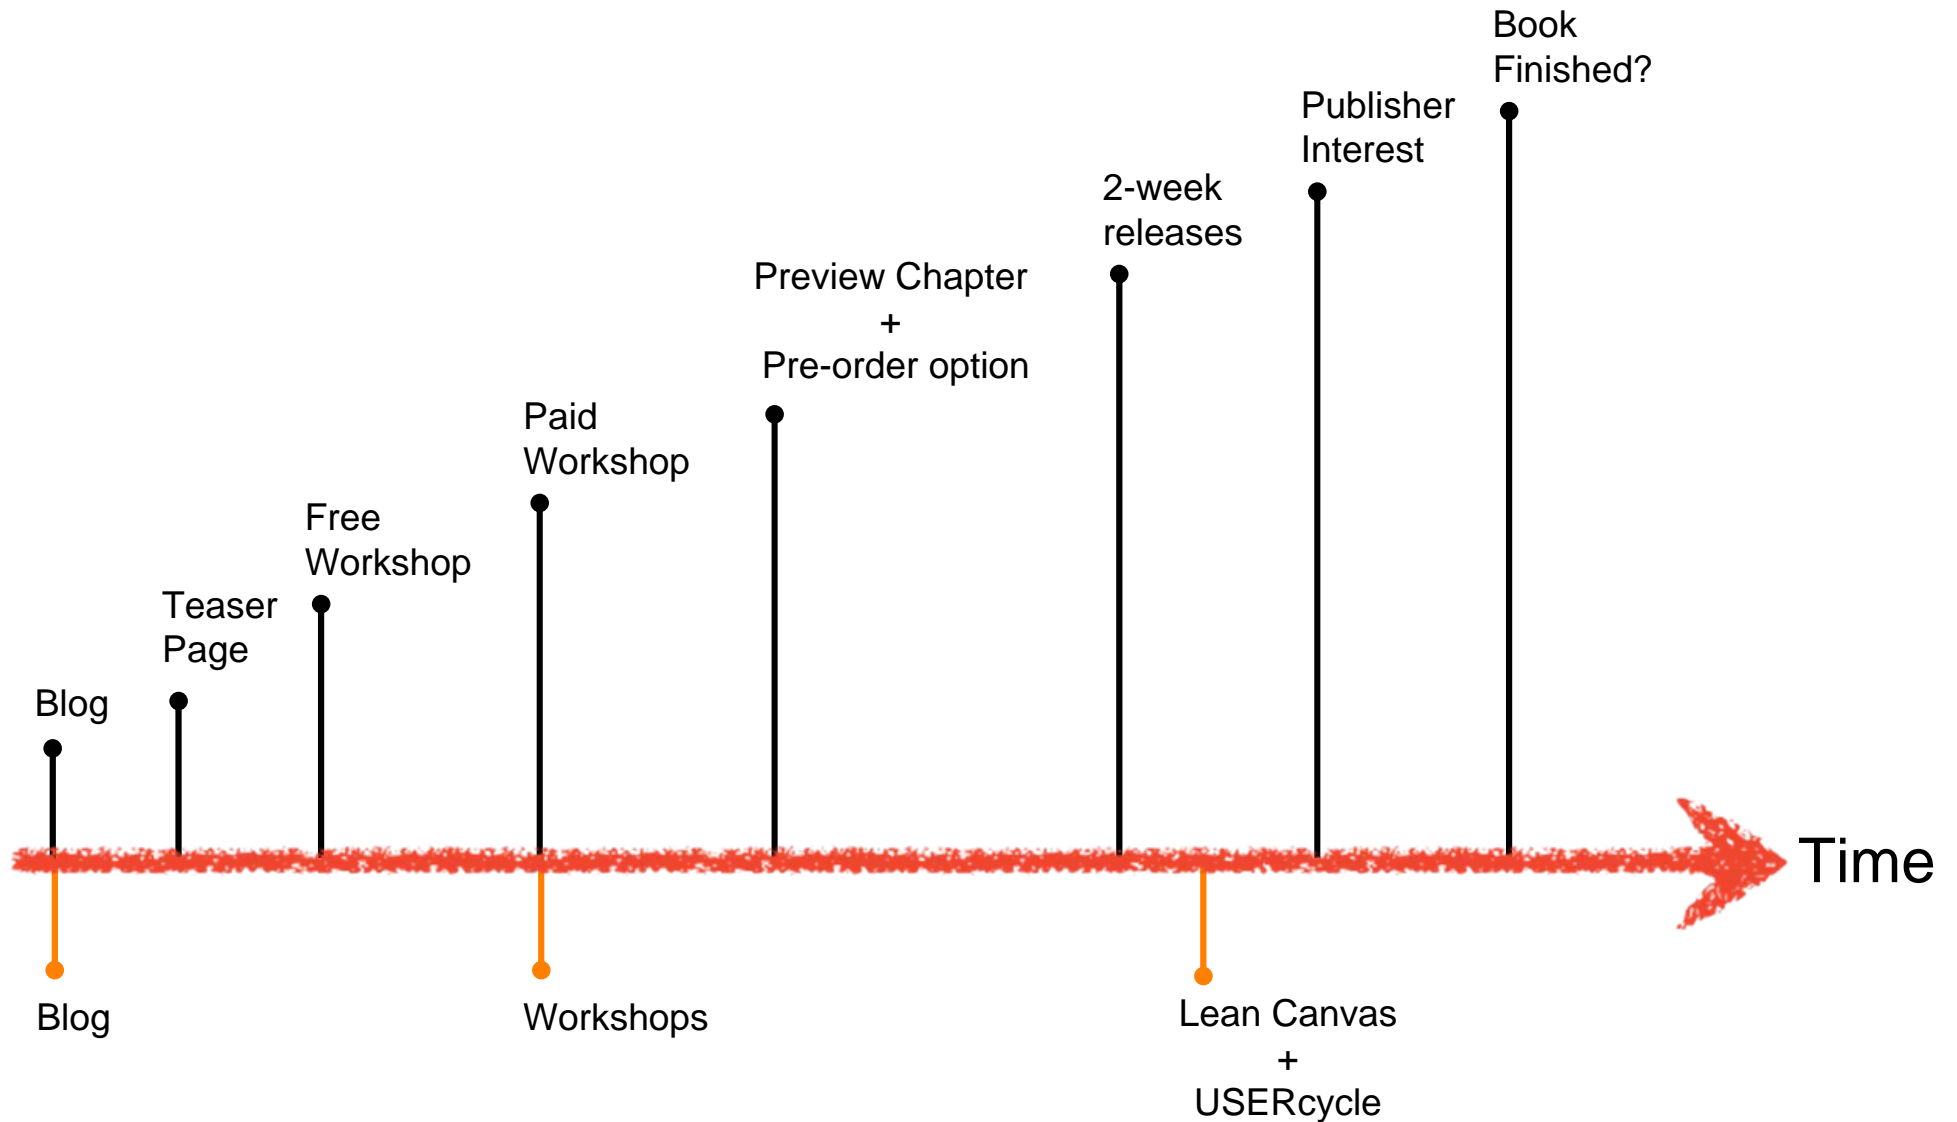 Book
Finished?
Publisher
Interest
2-week
releases
Preview Chapter
+
Pre-order option
Paid
Workshop
Free
Workshop
Teaser
Page
Blog
Time
Blog
Workshops
Lean Canvas
+
USERcycle